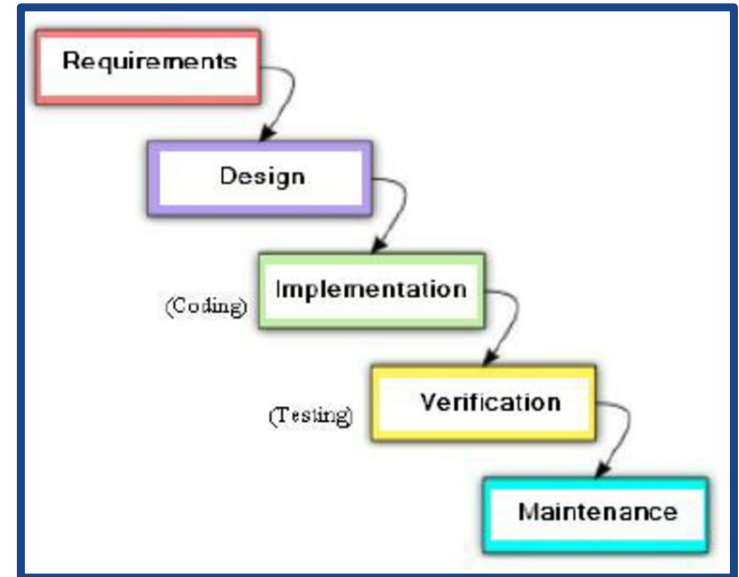 Requirements
Design
Implementation
(Coding)
Verification
(Testing)
Maintenance